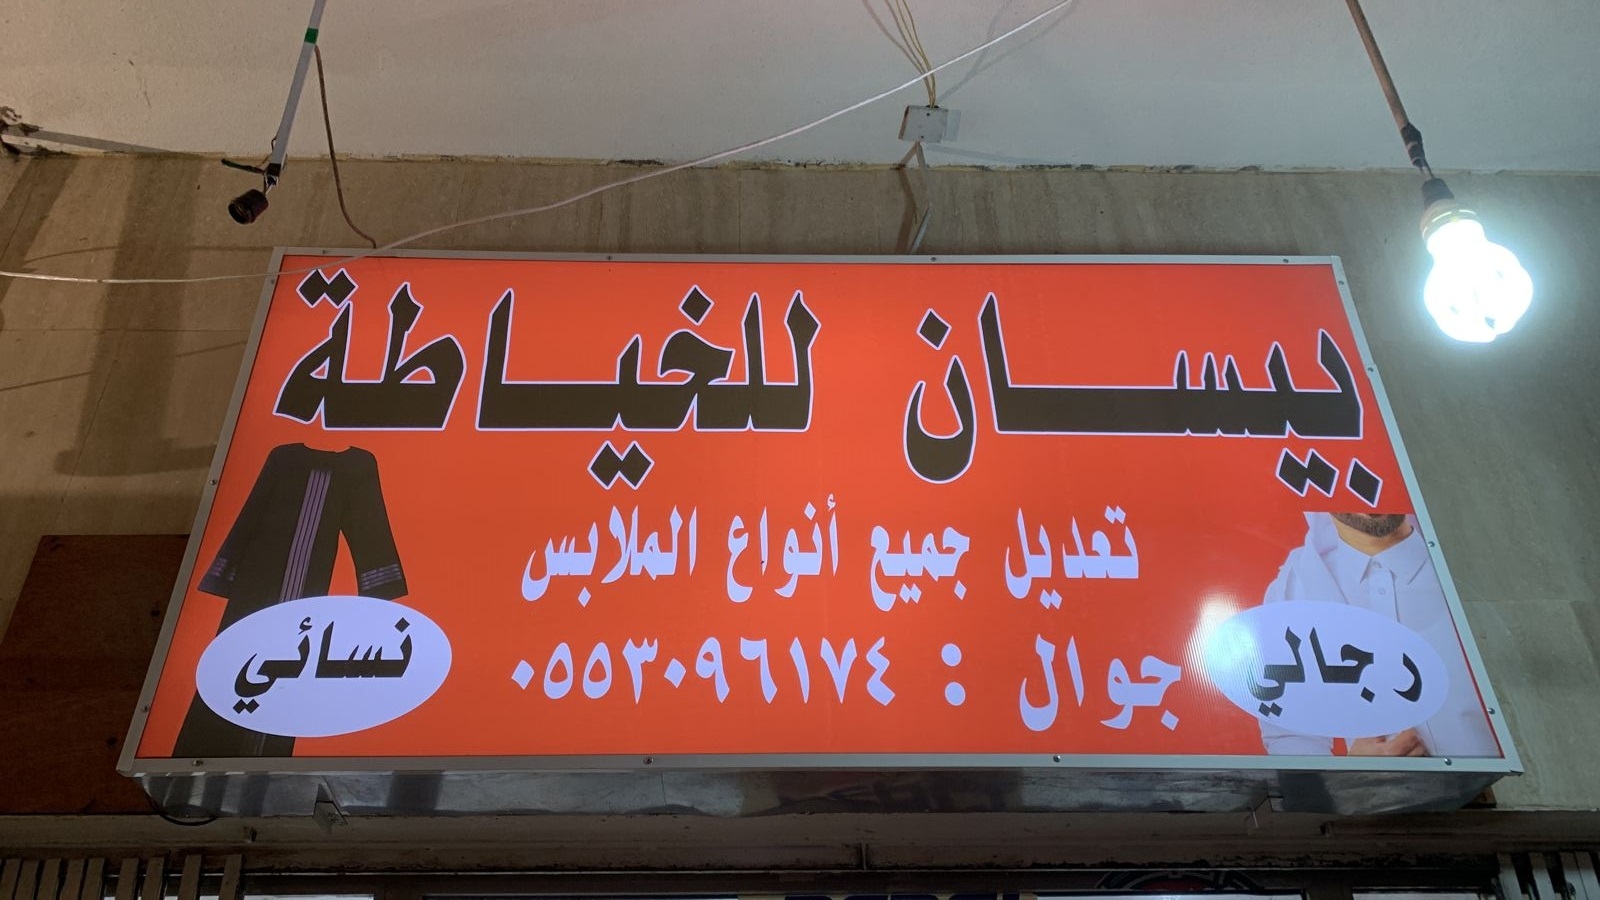 بيسان للخياطة
تعديل جميع أنواع الملابس
رجالي
جوال : ٠٥٥٣٠٩٦١٧٤
نسائي